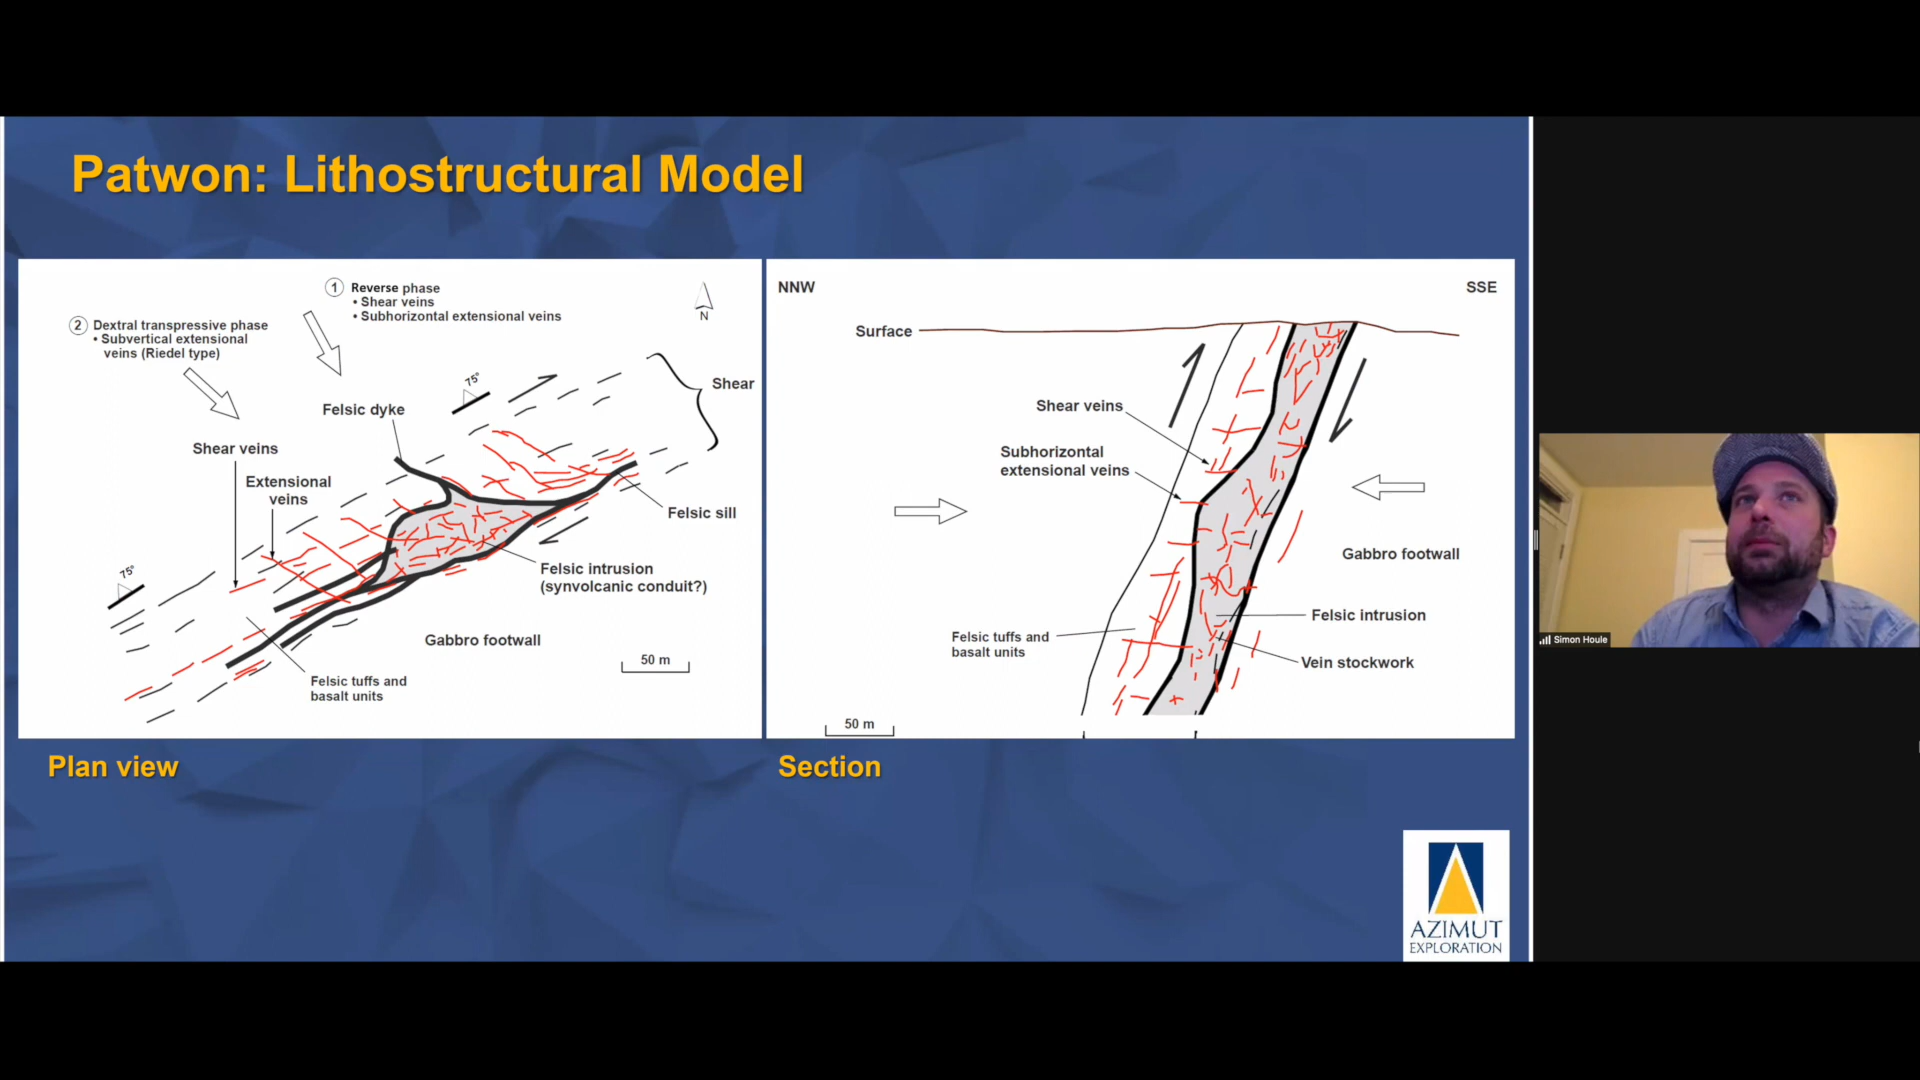 Patwon: Lithostructural Model
1 Reverse phase
• Shear veins
• Subhorizontal extensional veins
2 Dextral transpressive phase
• Subvertical extensional
veins (Riedel type)
N
75°
Shear
Felsic dyke
Shear veins
Extensional
veins
Felsic sill
Felsic intrusion
(synvolcanic conduit?)
75°
Gabbro footwall
50 m
Felsic tuffs and
basalt units
Plan view
NNW
SSE
Surface
Shear veins
Subhorizontal
extensional veins
Gabbro footwall
Felsic intrusion
Felsic tuffs and
basalt units
Vein stockwork
50 m
Section
AZIMUT
EXPLORATION
Simon Houle